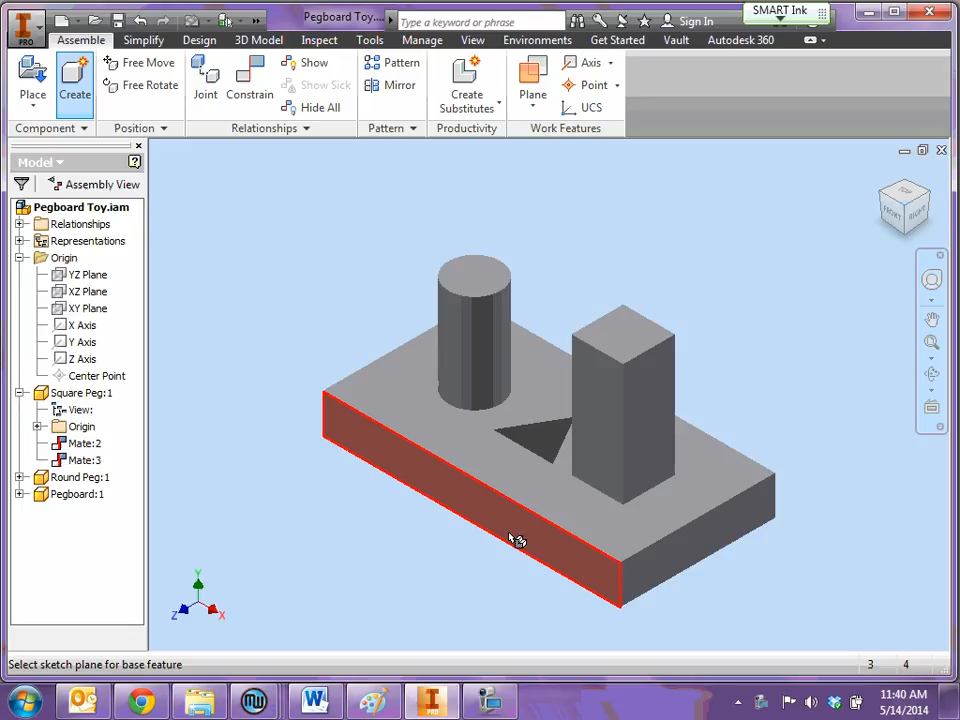 Pegboard Toy....
Type a keyword or phrase
Sign In
SMART Ink
PRO
Assemble Simplify Design 3D Model Inspect Tools Manage View Environments Get Started Vault Autodesk 360
Place
Create
Free Move
Free Rotate
Joint
Constrain
Show
Show Sick
Hide All
Pattern
Mirror
Create
Substitutes
Plane
Axis
Point
UCS
Component Position Relationships Pattern Productivity Work Features
Model
Assembly View
Pegboard Toy.iam
Relationships
Representations
Origin
YZ Plane
XZ Plane
XY Plane
X Axis
Y Axis
Z Axis
Center Point
Square Peg:1
View:
Origin
Mate:2
Mate:3
Round Peg:1
Pegboard:1
TOP
FRONT
RIGHT
Y
Z
X
Select sketch plane for base feature
3 4
PRO
11:40 AM
5/14/2014